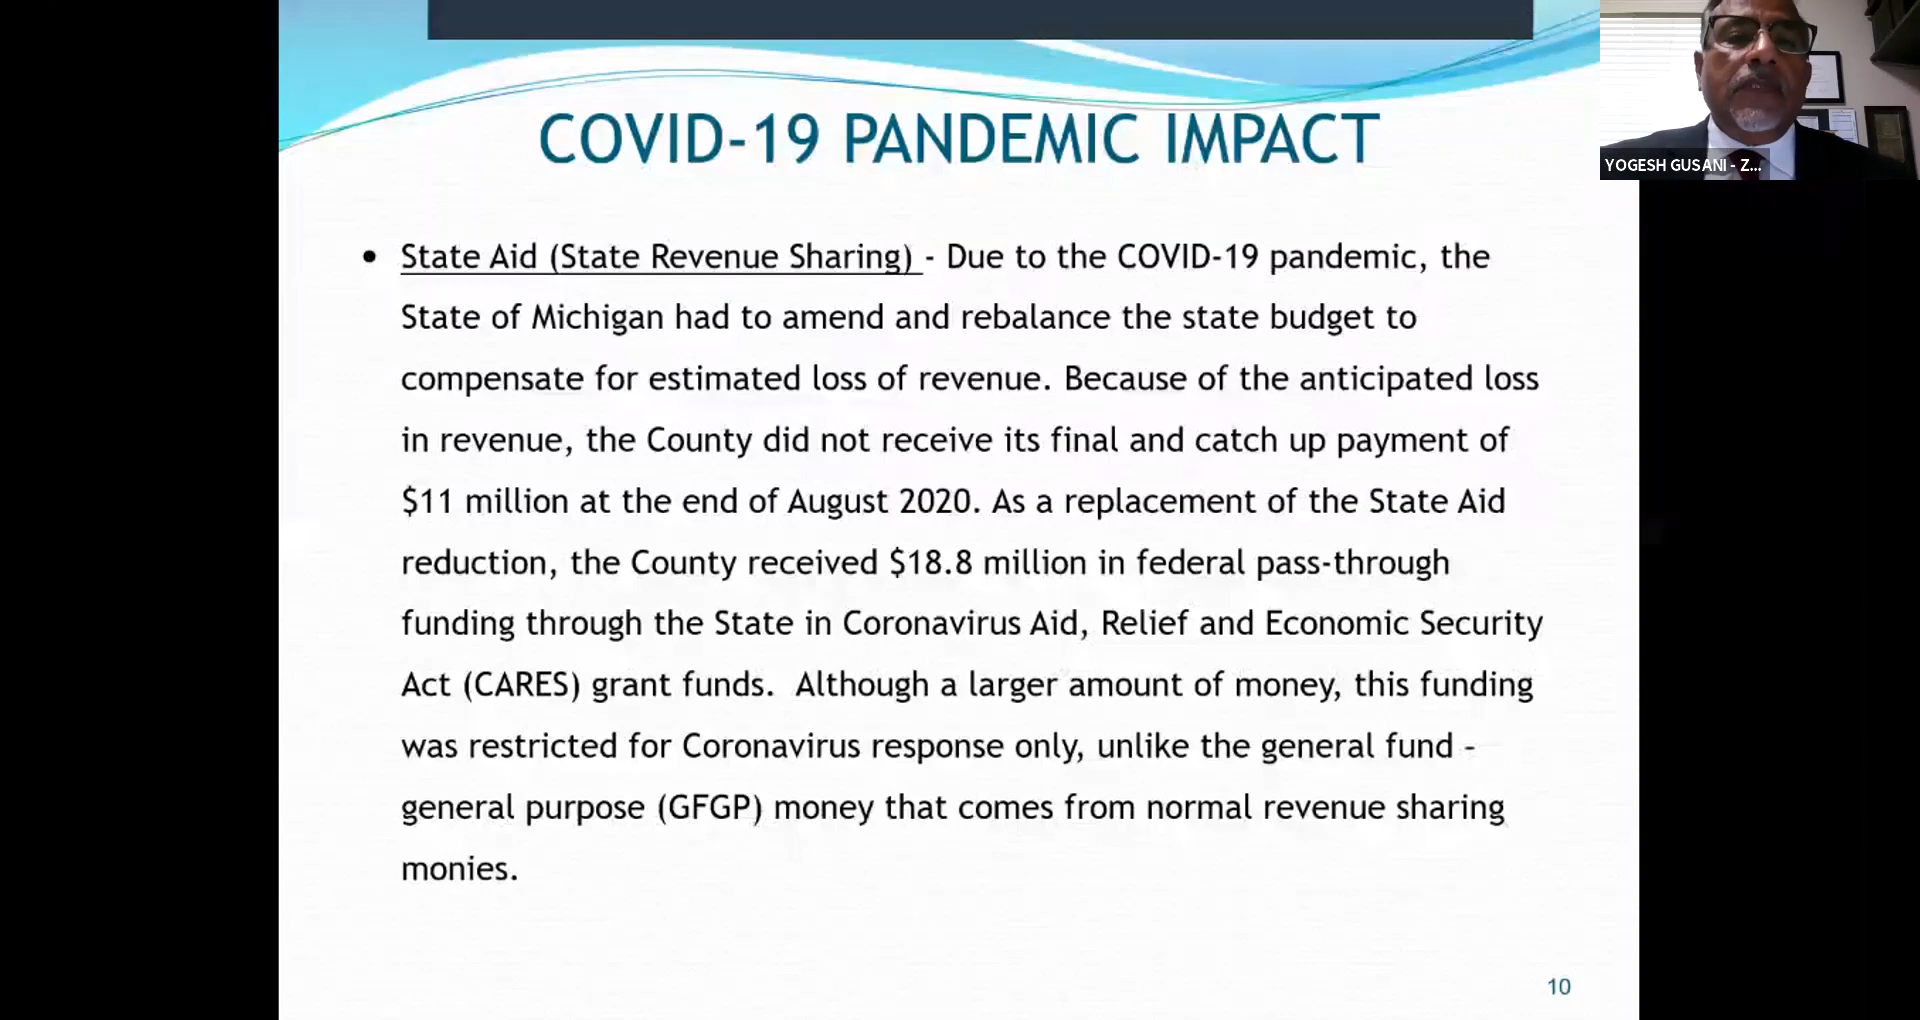 COVID-19 PANDEMIC IMPACT
YOGESH GUSANI - Z...
• State Aid (State Revenue Sharing) - Due to the COVID-19 pandemic, the
State of Michigan had to amend and rebalance the state budget to
compensate for estimated loss of revenue. Because of the anticipated loss
in revenue, the County did not receive its final and catch up payment of
$11 million at the end of August 2020. As a replacement of the State Aid
reduction, the County received $18.8 million in federal pass-through
funding through the State in Coronavirus Aid, Relief and Economic Security
Act (CARES) grant funds.  Although a larger amount of money, this funding
was restricted for Coronavirus response only, unlike the general fund -
general purpose (GFGP) money that comes from normal revenue sharing
monies.
10